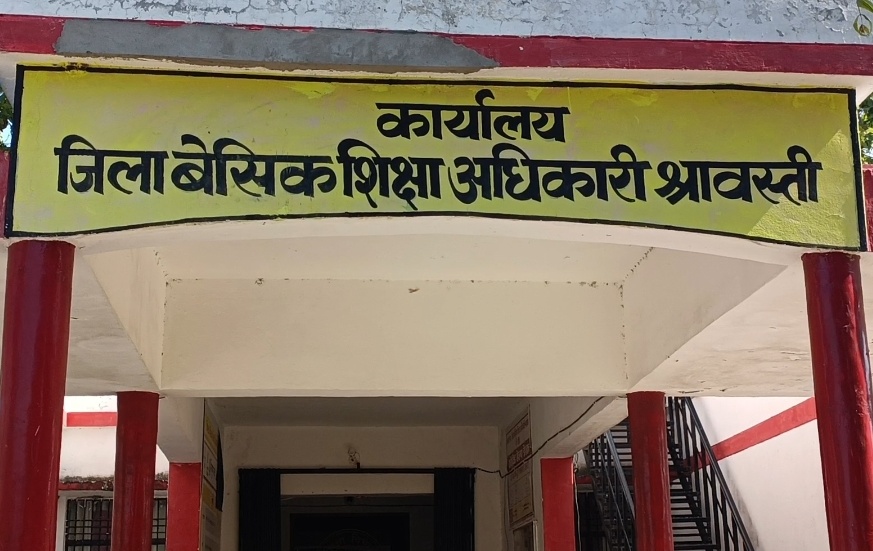 कार्यालय
जिला बेसिक शिक्षा अधिकारी श्रावस्ती